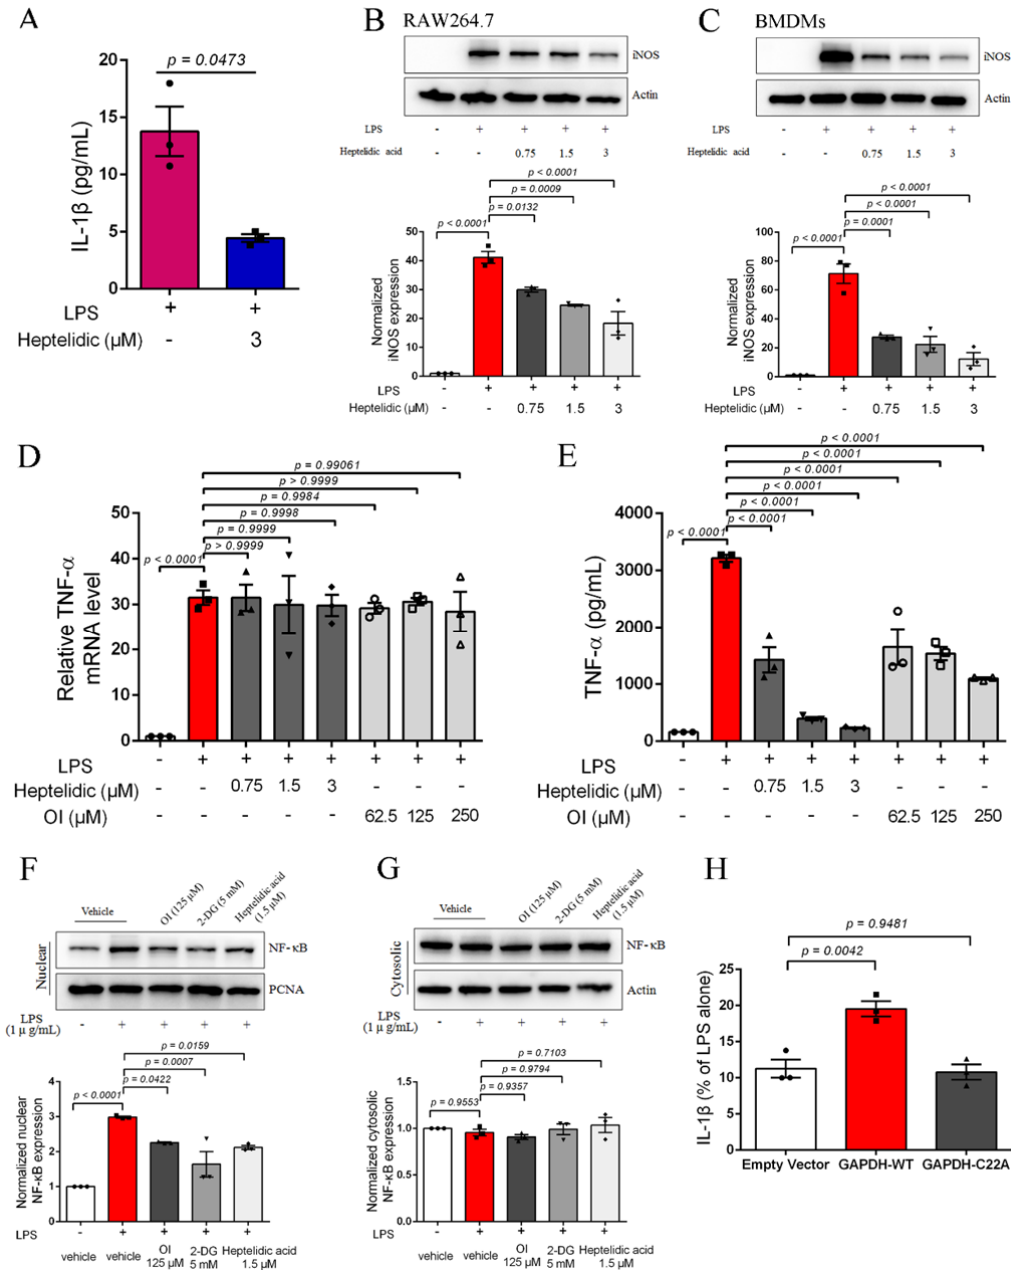 A
p = 0.0473
20
15
10
5
0
IL-1β (pg/mL)
LPS + +
Heptelidic (μM) - 3
B RAW264.7
iNOS
Actin
LPS - + + + +
Heptelidic acid - - 0.75 1.5 3
p < 0.0001
p = 0.0009
p = 0.0132
p < 0.0001
50
40
30
20
10
0
Normalized
iNOS expression
LPS - + + + +
Heptelidic (μM) - - 0.75 1.5 3
C BMDMs
iNOS
Actin
LPS - + + + +
Heptelidic acid - - 0.75 1.5 3
p < 0.0001
p < 0.0001
p = 0.0001
p < 0.0001
100
80
60
40
20
0
Normalized
iNOS expression
LPS - + + + +
Heptelidic (μM) - - 0.75 1.5 3
D
p = 0.99061
p > 0.9999
p = 0.9984
p = 0.9998
p = 0.9999
p > 0.9999
p < 0.0001
50
40
30
20
10
0
Relative TNF-α
mRNA level
LPS - + + + + + + +
Heptelidic (μM) - - 0.75 1.5 3 - - -
OI (μM) - - - - - 62.5 125 250
E
p < 0.0001
p < 0.0001
p < 0.0001
p < 0.0001
p < 0.0001
p < 0.0001
p < 0.0001
4000
3000
2000
1000
0
TNF-α (pg/mL)
LPS - + + + + + + +
Heptelidic (μM) - - 0.75 1.5 3 - - -
OI (μM) - - - - - 62.5 125 250
F
Vehicle
OI (125 μM)
2-DG (5 mM)
Heptelidic acid
(1.5 μM)
Nuclear
NF-κB
PCNA
LPS
(1 μ g/mL) - + + + +
p = 0.0159
p = 0.0007
p = 0.0422
p < 0.0001
4
3
2
1
0
Normalized nuclear
NF-κB expression
LPS - + + + +
vehicle vehicle OI 2-DG Heptelidic acid
125 μM 5 mM 1.5 μM
G
Vehicle
OI (125 μM)
2-DG (5 mM)
Heptelidic acid
(1.5 μM)
Cytosolic
NF-κB
Actin
LPS
(1 μ g/mL) - + + + +
p = 0.7103
p = 0.9794
p = 0.9357
p = 0.9553
1.5
1.0
0.5
0.0
Normalized cytosolic
NF-κB expression
LPS - + + + +
vehicle vehicle OI 2-DG Heptelidic acid
125 μM 5 mM 1.5 μM
H
p = 0.9481
p = 0.0042
25
20
15
10
5
0
IL-1β (% of LPS alone)
Empty Vector GAPDH-WT GAPDH-C22A